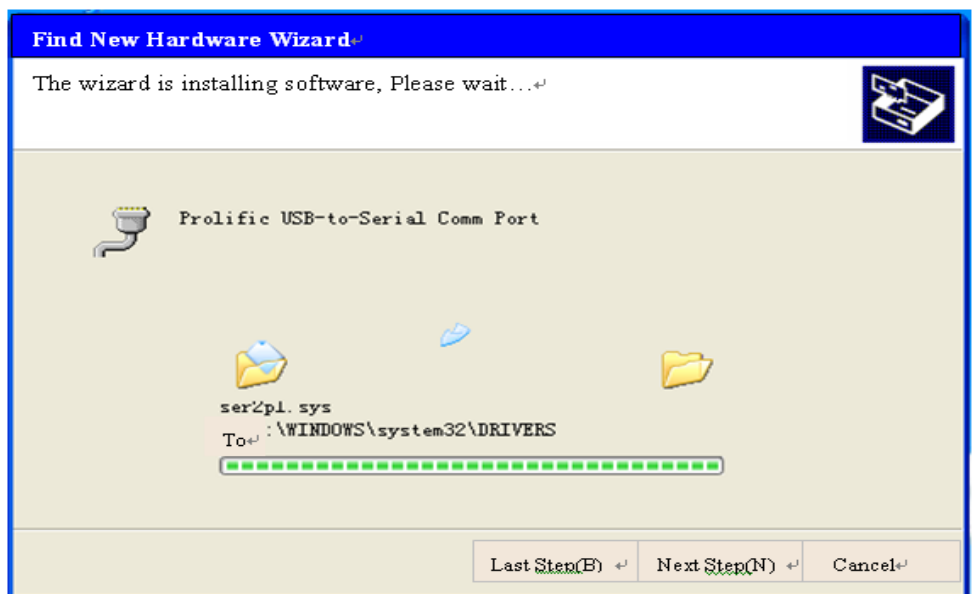 Find New Hardware Wizard↵
The wizard is installing software, Please wait...↵
Prolific USB-to-Serial Comm Port
ser2pl.sys
To↵ :\WINDOWS\system32\DRIVERS
Last Step(B) ↵
Next Step(N) ↵
Cancel↵